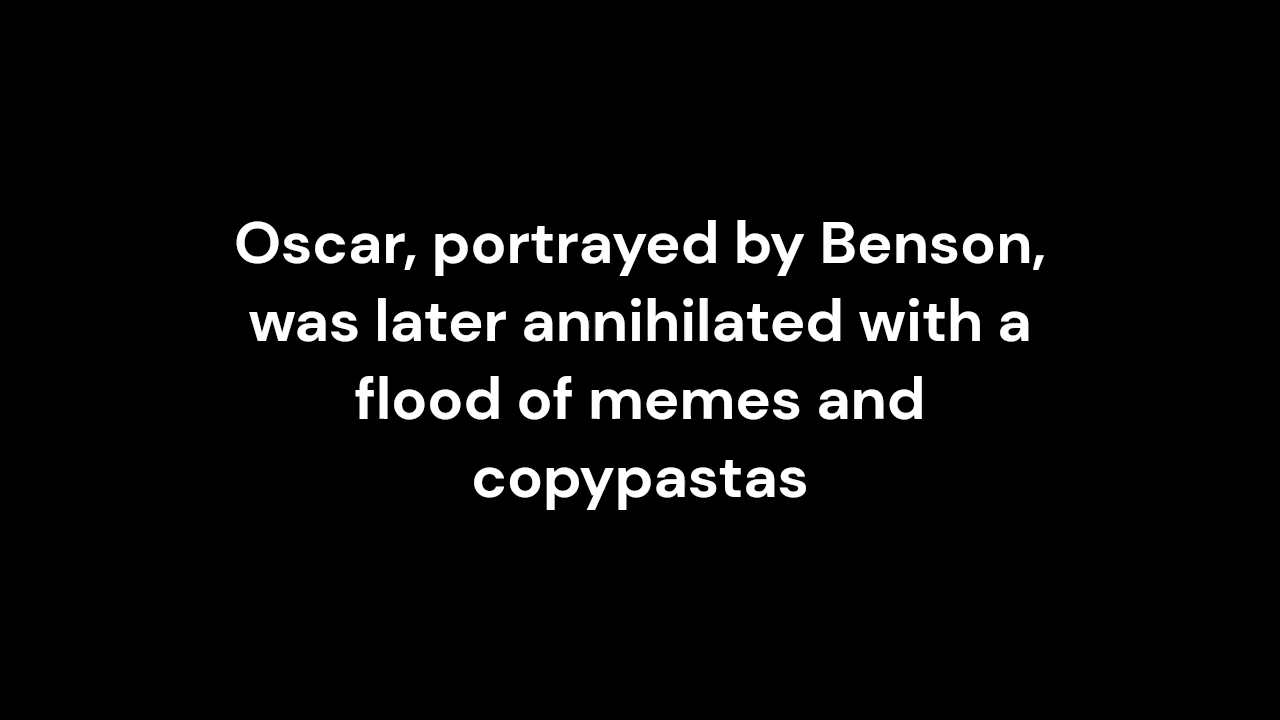 Oscar, portrayed by Benson,
was later annihilated with a
flood of memes and
copypastas